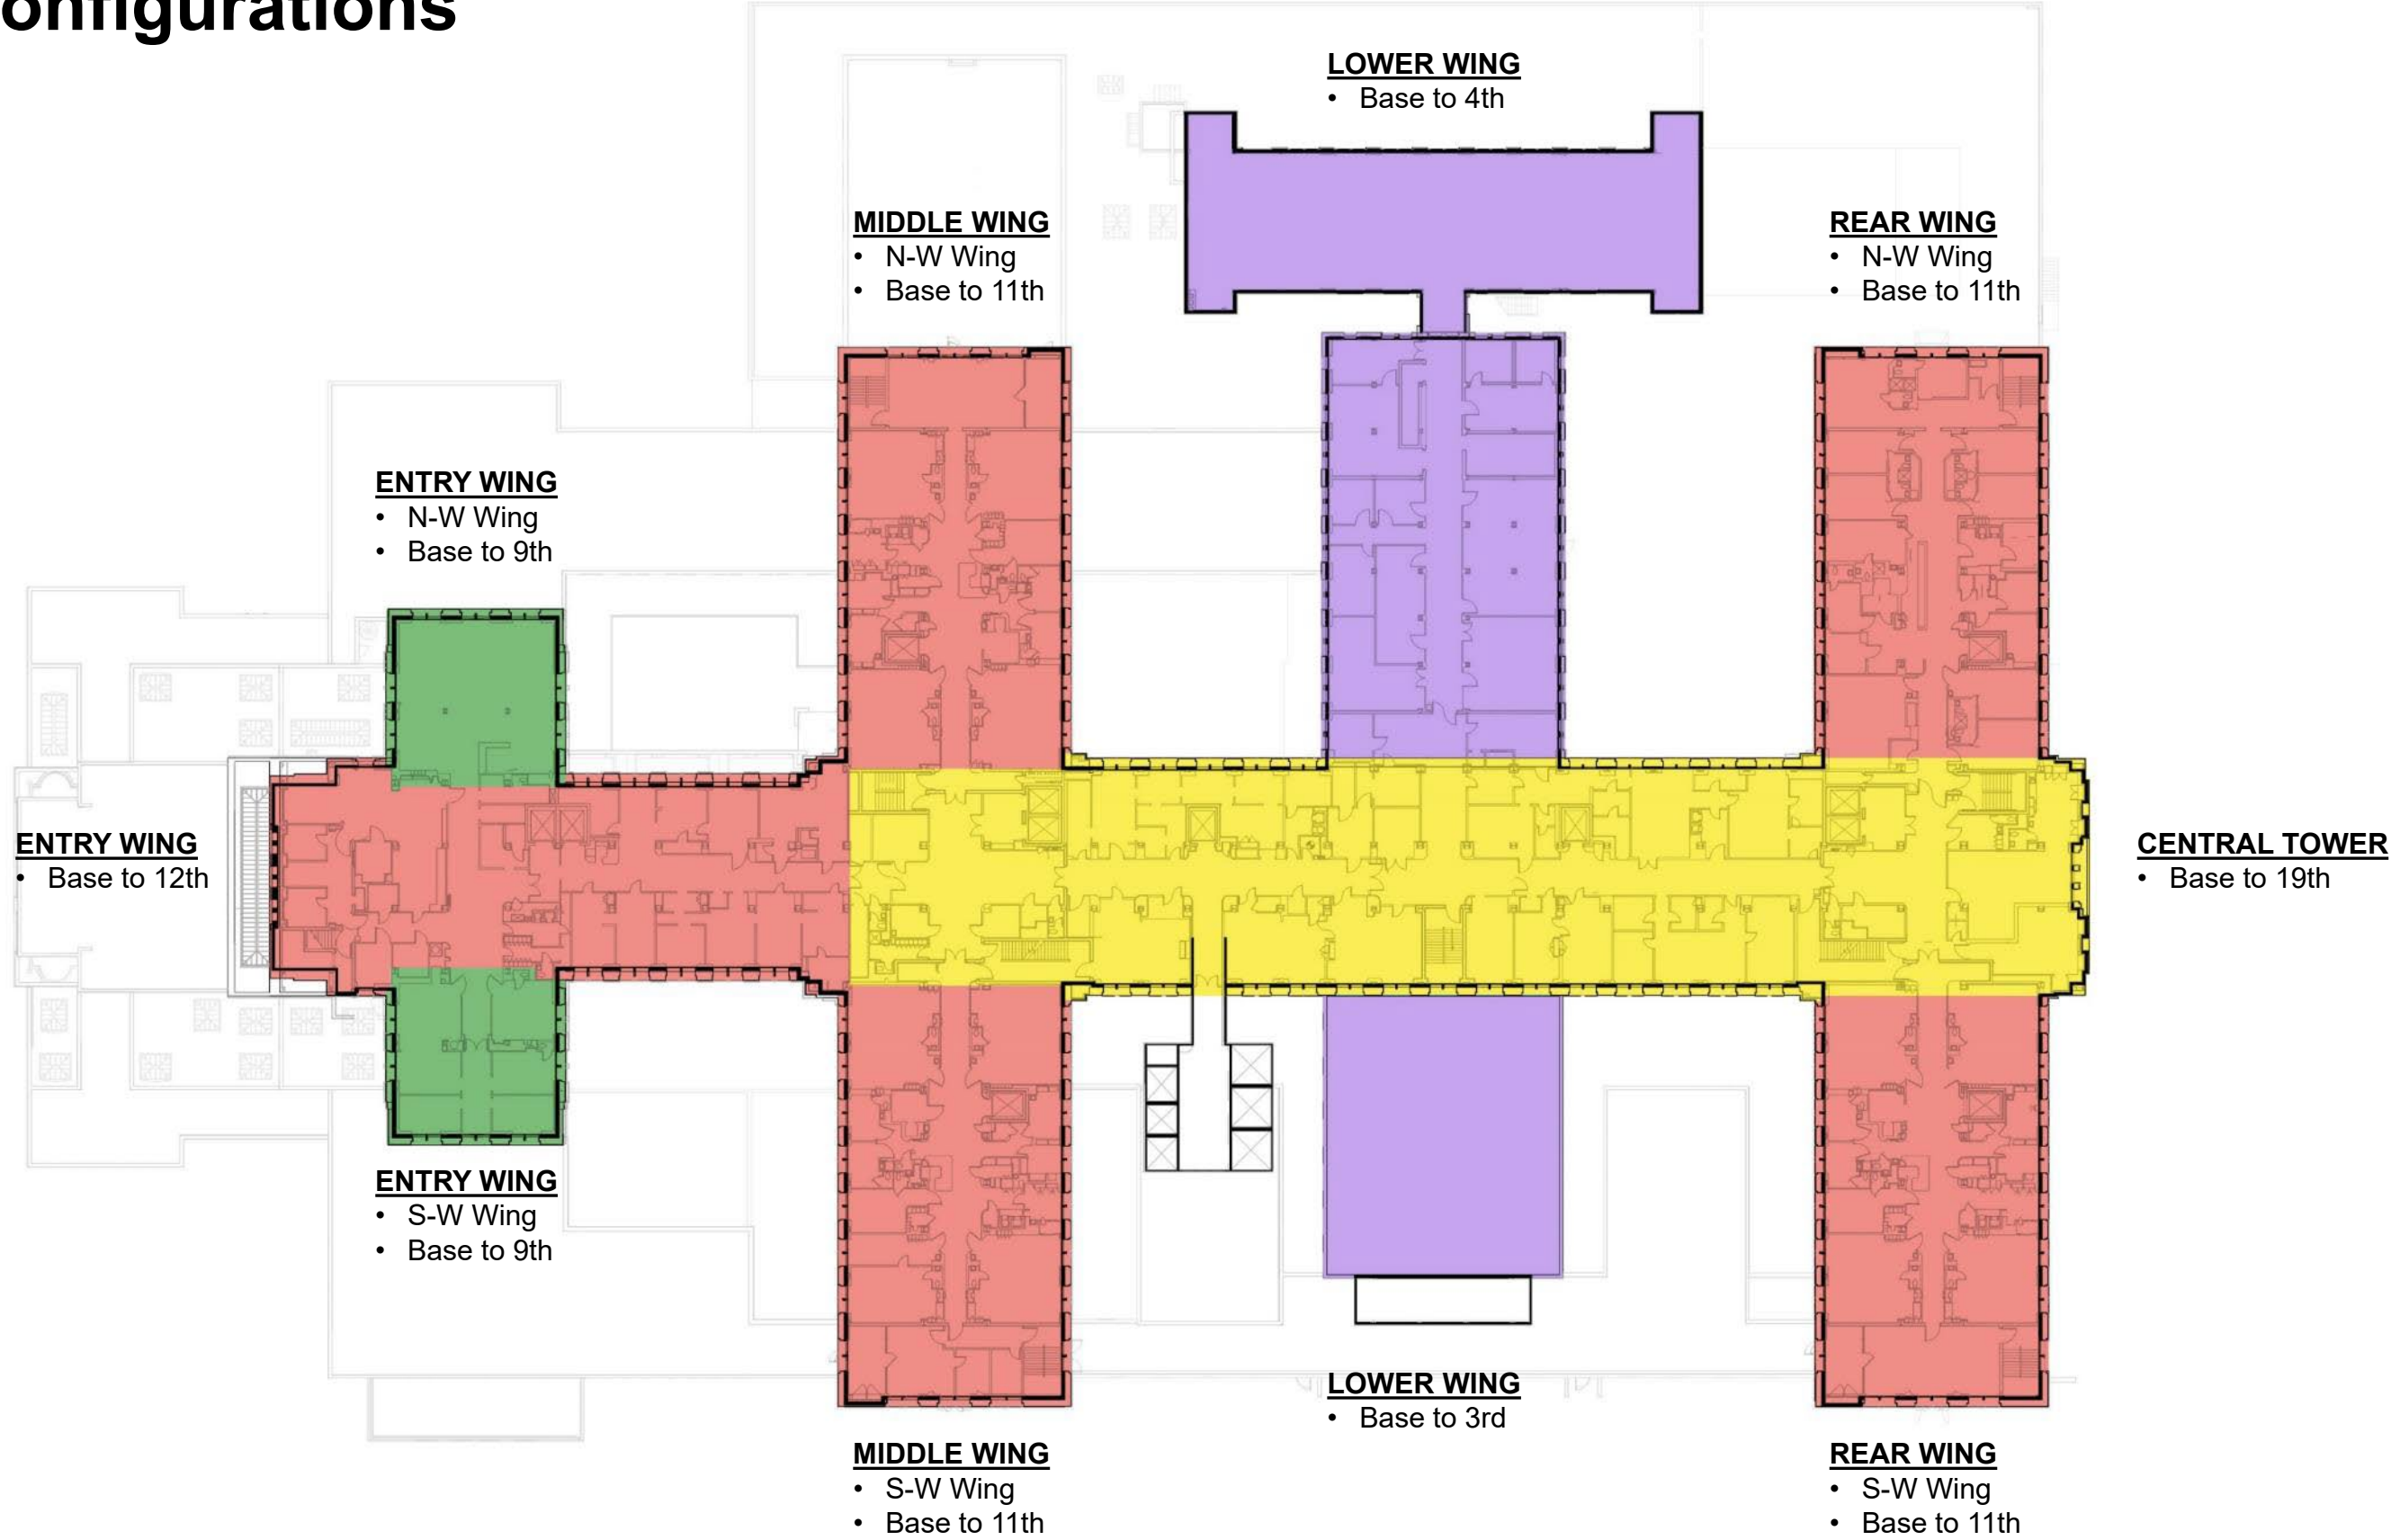 onfigurations
LOWER WING
• Base to 4th
MIDDLE WING
• N-W Wing
• Base to 11th
REAR WING
• N-W Wing
• Base to 11th
ENTRY WING
• N-W Wing
• Base to 9th
ENTRY WING
• Base to 12th
CENTRAL TOWER
• Base to 19th
ENTRY WING
• S-W Wing
• Base to 9th
LOWER WING
• Base to 3rd
MIDDLE WING
• S-W Wing
• Base to 11th
REAR WING
• S-W Wing
• Base to 11th